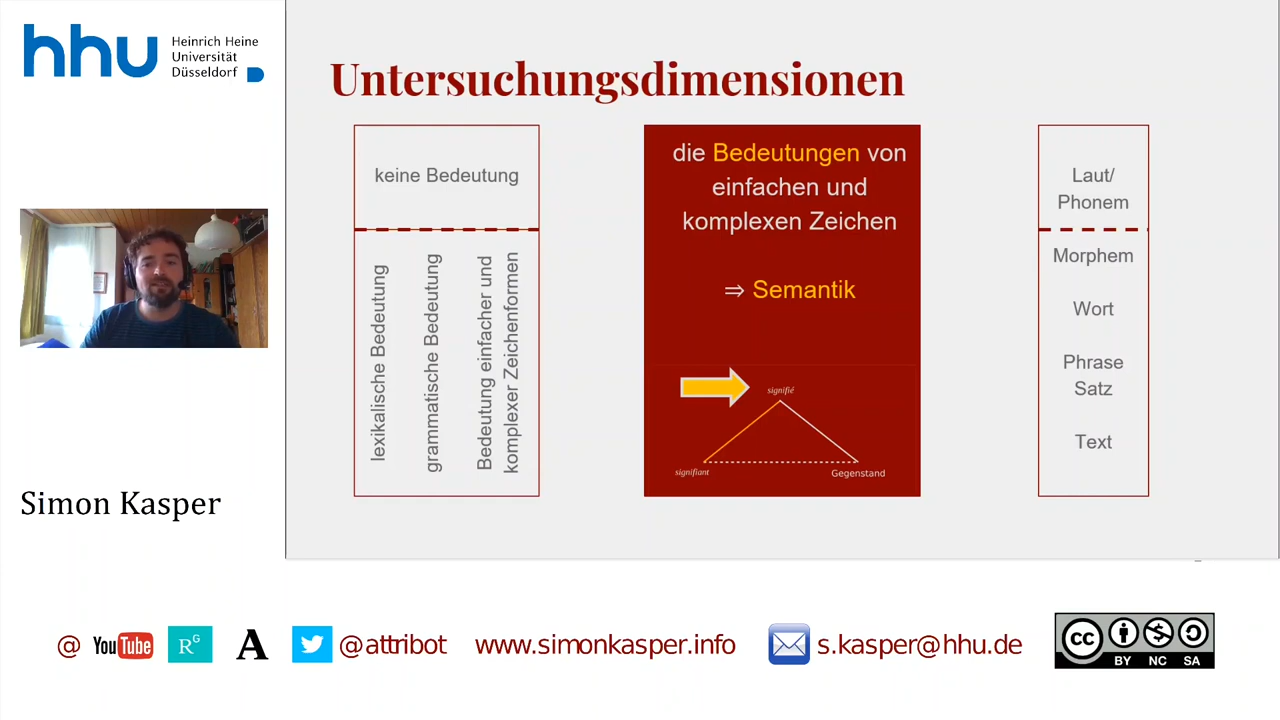 hhu
Heinrich Heine
Universität
Düsseldorf
Untersuchungsdimensionen
keine Bedeutung
lexikalische Bedeutung
grammatische Bedeutung
Bedeutung einfacher und
komplexer Zeichenformen
die Bedeutungen von
einfachen und
komplexen Zeichen
⇒ Semantik
signifié
signifiant
Gegenstand
Laut/
Phonem
Morphem
Wort
Phrase
Satz
Text
Simon Kasper
@ YouTube RG A @attribot www.simonkasper.info s.kasper@hhu.de
cc BY NC SA